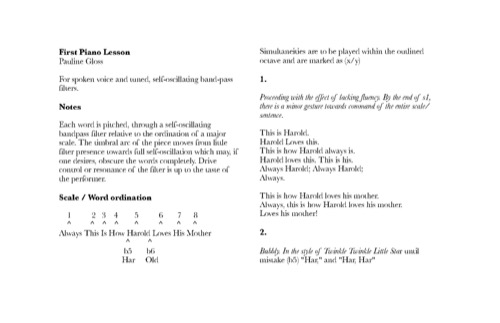 First Piano Lesson
Pauline Gloss
For spoken voice and tuned, self-oscillating band-pass
filters.
Notes
Each word is pitched, through a self-oscillating
bandpass filter relative to the ordination of a major
scale. The timbral arc of the piece moves from little
filter presence towards full self-oscillation which may, if
one desires, obscure the words completely. Drive
control or resonance of the filter is up to the taste of
the performer.
Scale / Word ordination
1 2 3 4 5 6 7 8
^ ^ ^ ^ ^ ^ ^ ^
Always This Is How Harold Loves His Mother
^ ^
b5 b6
Har Old
Simultaneities are to be played within the outlined
octave and are marked as (x/y)
1.
Proceeding with the effect of lacking fluency. By the end of s1,
there is a minor gesture towards command of the entire scale/
sentence.
This is Harold.
Harold Loves this.
This is how Harold always is.
Harold loves this. This is his.
Always Harold; Always Harold;
Always.
This is how Harold loves his mother.
Always, this is how Harold loves his mother.
Loves his mother!
2.
Boldly. In the style of Twinkle Twinkle Little Star until
mistake (b5) "Har," and "Har, Har"